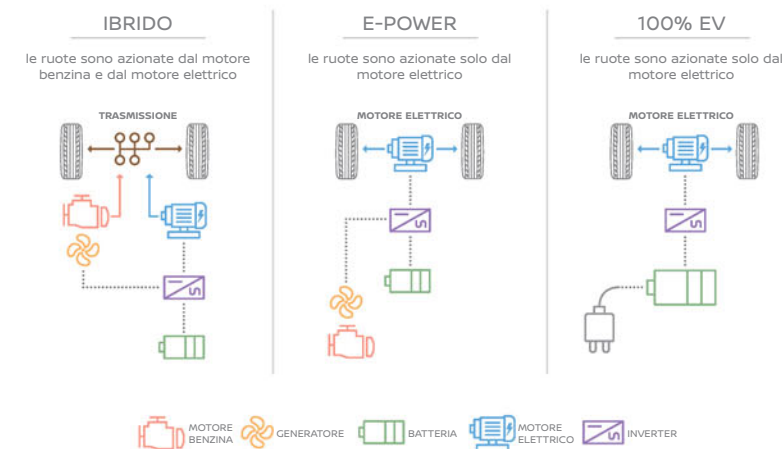 IBRIDO
le ruote sono azionate dal motore
benzina e dal motore elettrico
TRASMISSIONE
E-POWER
le ruote sono azionate solo dal
motore elettrico
MOTORE ELETTRICO
100% EV
le ruote sono azionate solo dal
motore elettrico
MOTORE ELETTRICO
MOTORE
BENZINA
GENERATORE
BATTERIA
MOTORE
ELETTRICO
INVERTER